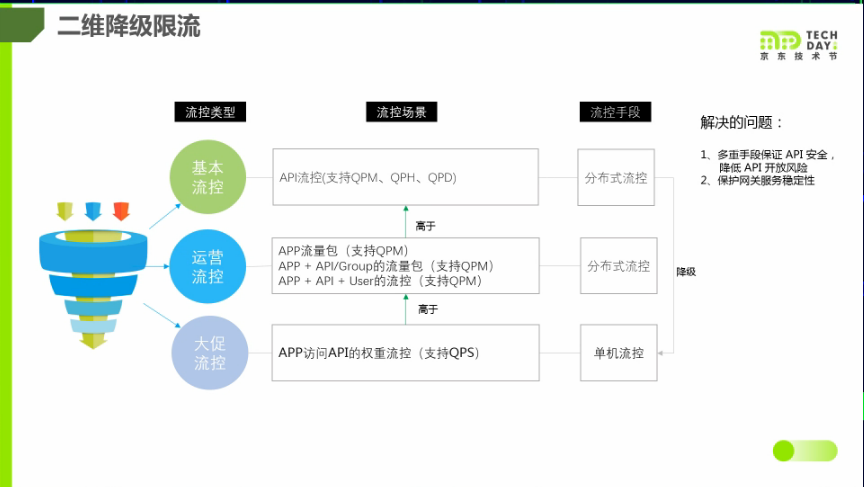 二维降级限流
TECH
DAY
京东技术节
流控类型
流控场景
流控手段
解决的问题：
1、多重手段保证 API 安全，
降低 API 开放风险
2、保护网关服务稳定性
基本
流控
API流控(支持QPM、QPH、QPD)
分布式流控
高于
运营
流控
APP流量包（支持QPM）
APP + API/Group的流量包（支持QPM）
APP + API + User的流控（支持QPM）
分布式流控
降级
高于
大促
流控
APP访问API的权重流控（支持QPS）
单机流控